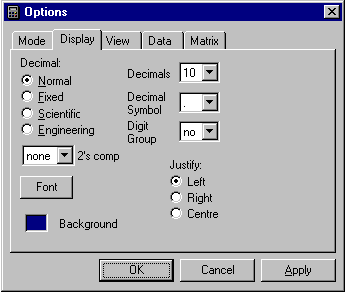 Options
Mode Display View Data Matrix
Decimal:
Normal
Fixed
Scientific
Engineering
none 2's comp
Font
Background
Decimals 10
Decimal
Symbol .
Digit
Group no
Justify:
Left
Right
Centre
OK Cancel Apply